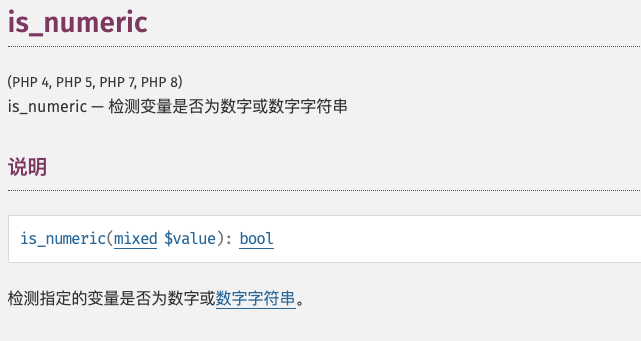 is_numeric
(PHP 4, PHP 5, PHP 7, PHP 8)
is_numeric — 检测变量是否为数字或数字字符串
说明
is_numeric(mixed $value): bool
检测指定的变量是否为数字或数字字符串。